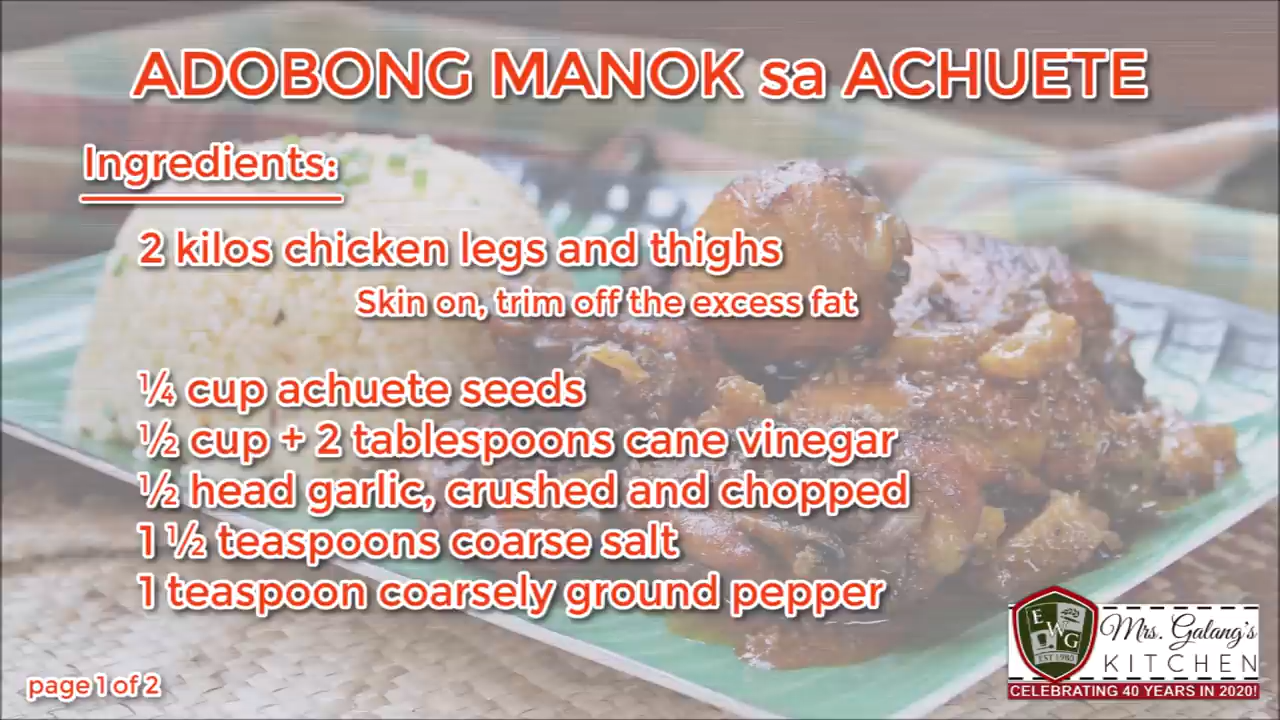 ADOBONG MANOK sa ACHUETE
Ingredients:
2 kilos chicken legs and thighs
Skin on, trim off the excess fat
¼ cup achuete seeds
½ cup + 2 tablespoons cane vinegar
½ head garlic, crushed and chopped
1 ½ teaspoons coarse salt
1 teaspoon coarsely ground pepper
page 1 of 2
EWG
EST 1980
Mrs. Galang's
KITCHEN
CELEBRATING 40 YEARS IN 2020!